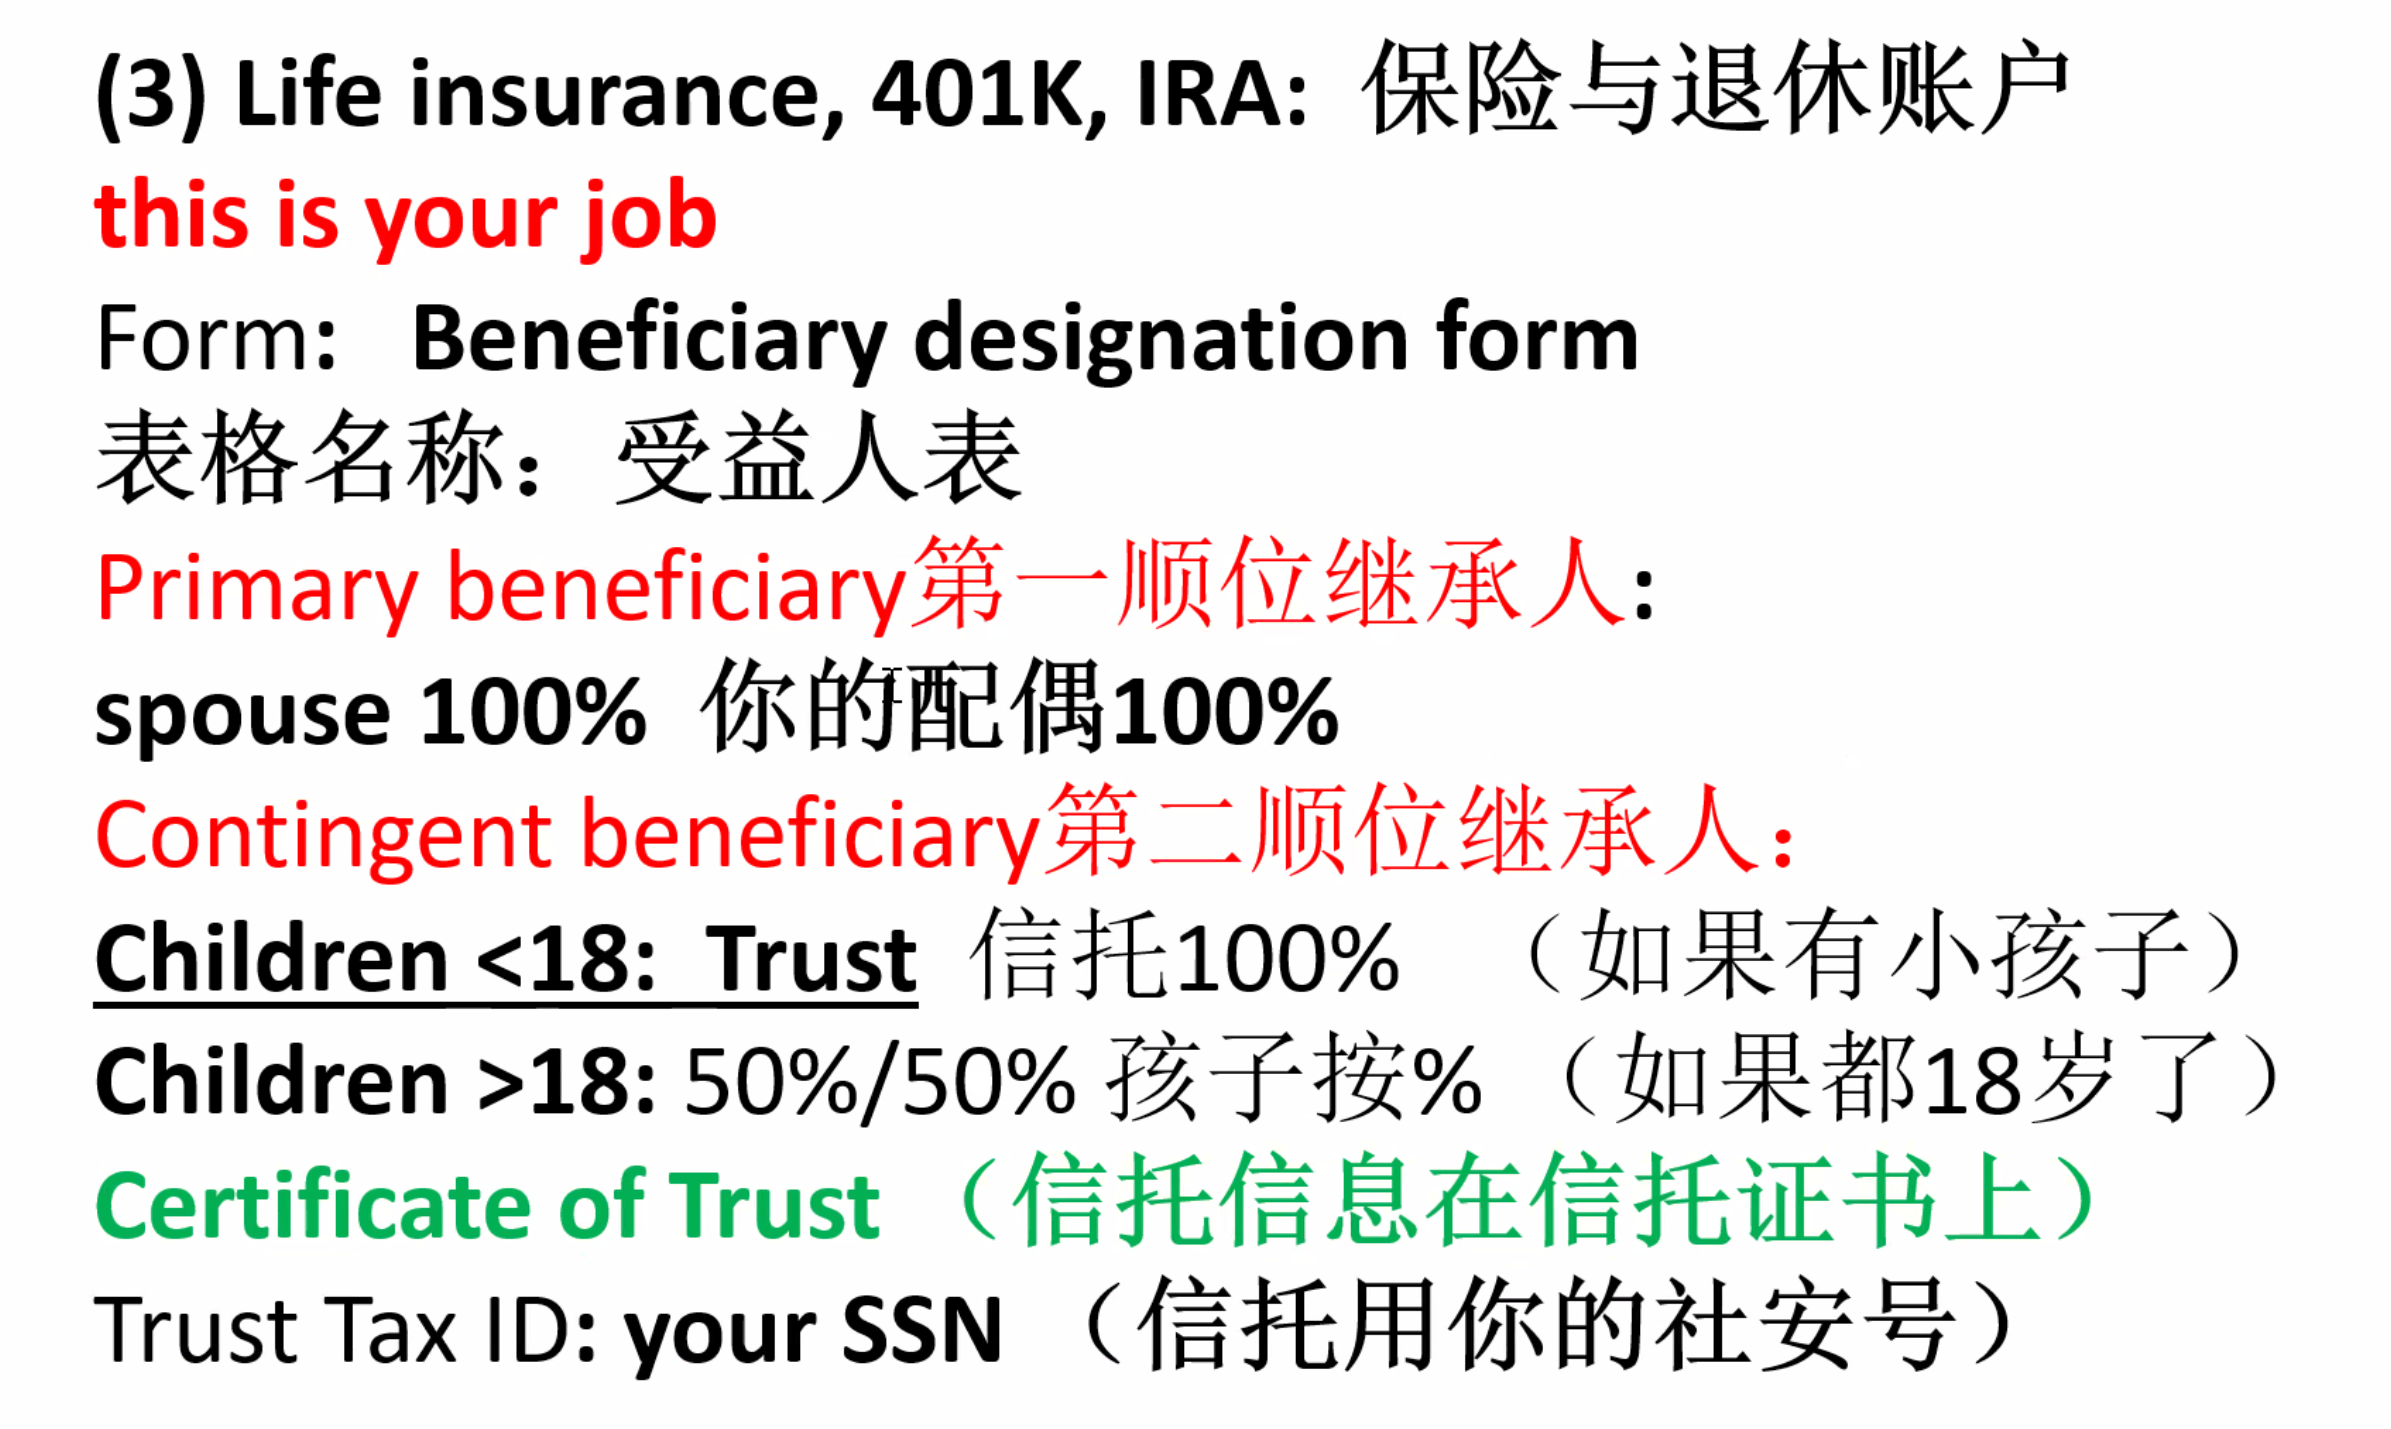 (3) Life insurance, 401K, IRA: 保险与退休账户
this is your job
Form: Beneficiary designation form
表格名称：受益人表
Primary beneficiary第一顺位继承人:
spouse 100% 你的配偶100%
Contingent beneficiary第二顺位继承人：
Children <18: Trust 信托100% （如果有小孩子）
Children >18: 50%/50% 孩子按% （如果都18岁了）
Certificate of Trust （信托信息在信托证书上）
Trust Tax ID: your SSN （信托用你的社安号）